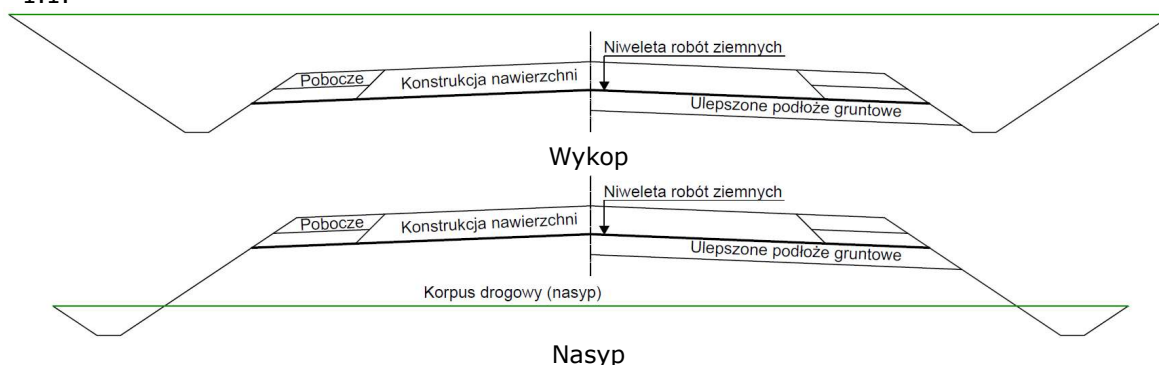 Niweleta robót ziemnych
Pobocze
Konstrukcja nawierzchni
Ulepszone podłoże gruntowe
Wykop
Niweleta robót ziemnych
Pobocze
Konstrukcja nawierzchni
Ulepszone podłoże gruntowe
Korpus drogowy (nasyp)
Nasyp